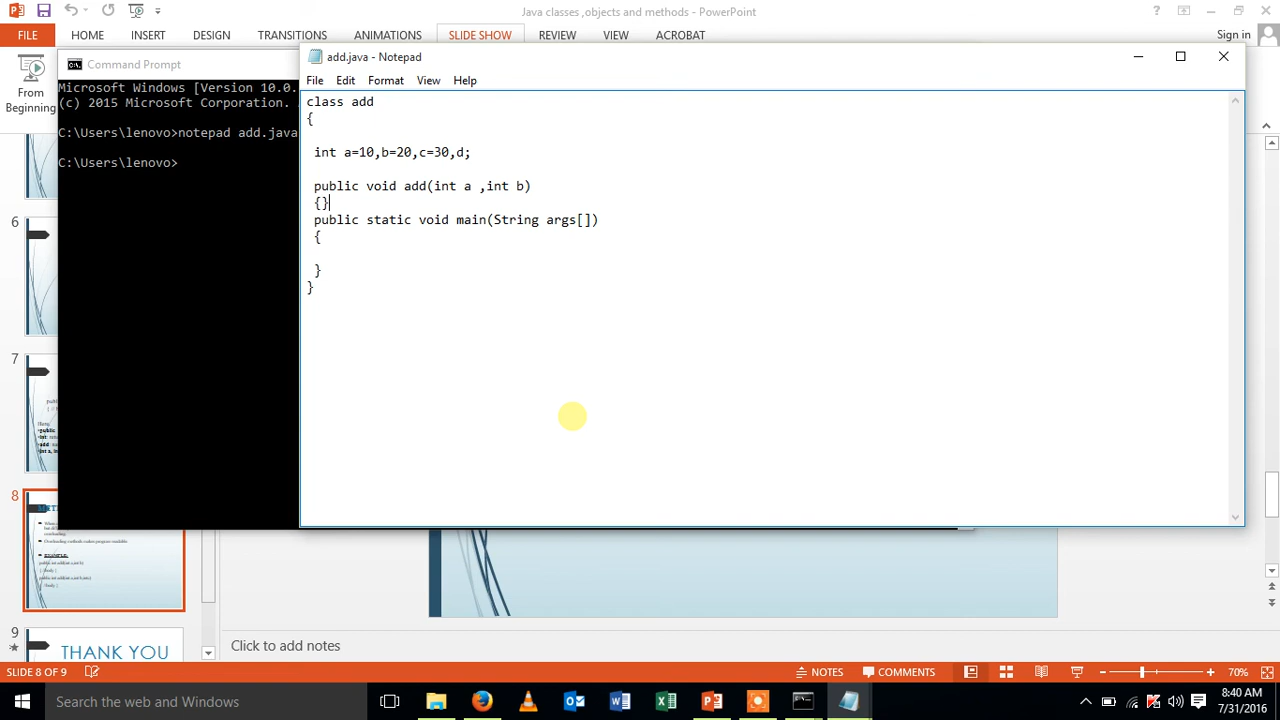 Java classes ,objects and methods - PowerPoint
FILE HOME INSERT DESIGN TRANSITIONS ANIMATIONS SLIDE SHOW REVIEW VIEW ACROBAT Sign in
From
Beginning
Command Prompt
Microsoft Windows [Version 10.0.
(c) 2015 Microsoft Corporation.
C:\Users\lenovo>notepad add.java
C:\Users\lenovo>
add.java - Notepad
File Edit Format View Help
class add
{
int a=10,b=20,c=30,d;
public void add(int a ,int b)
{}
public static void main(String args[])
{
}
}
6
7
8
EXAMPLE:
9
THANK YOU
Click to add notes
SLIDE 8 OF 9 NOTES COMMENTS 70%
Search the web and Windows
8:40 AM
7/31/2016